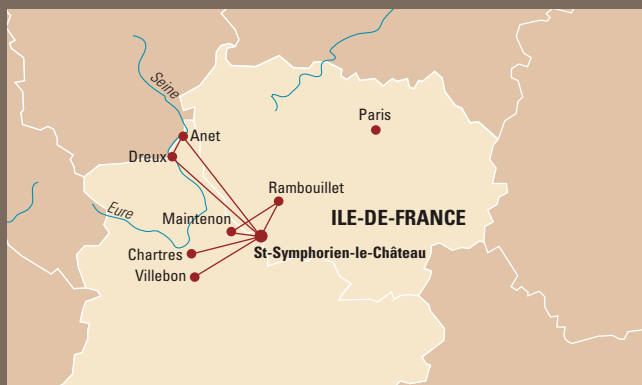 Seine
Paris
Anet
Dreux
Rambouillet
Eure
Maintenon
ILE-DE-FRANCE
St-Symphorien-le-Château
Chartres
Villebon